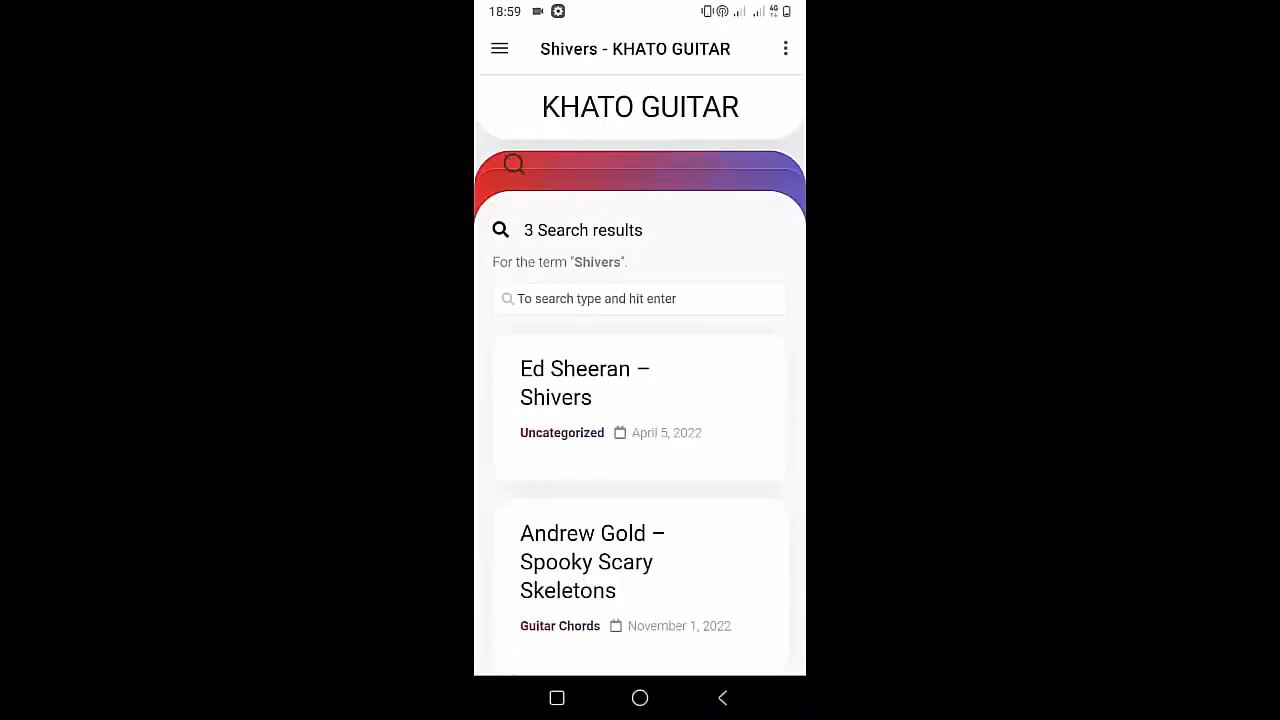 18:59
4G
Shivers - KHATO GUITAR
KHATO GUITAR
3 Search results
For the term "Shivers".
To search type and hit enter
Ed Sheeran –
Shivers
Uncategorized April 5, 2022
Andrew Gold –
Spooky Scary
Skeletons
Guitar Chords November 1, 2022